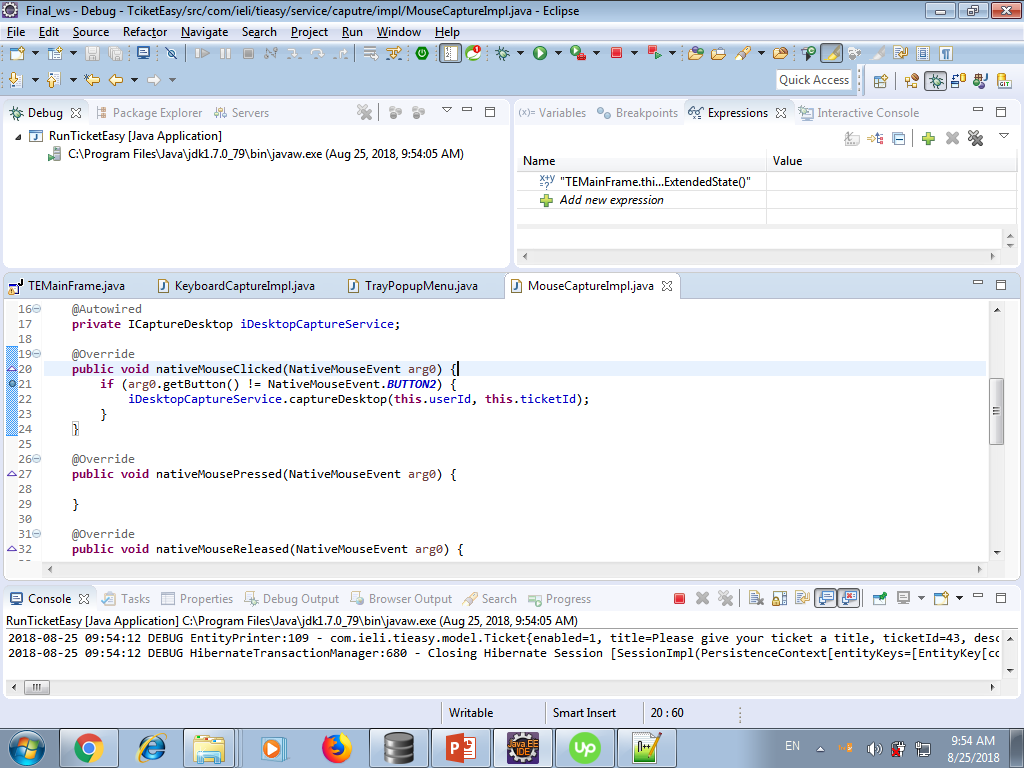 Final_ws - Debug - TciketEasy/src/com/ieli/tieasy/service/caputre/impl/MouseCaptureImpl.java - Eclipse
File Edit Source Refactor Navigate Search Project Run Window Help
Quick Access
Debug Package Explorer Servers
RunTicketEasy [Java Application]
C:\Program Files\Java\jdk1.7.0_79\bin\javaw.exe (Aug 25, 2018, 9:54:05 AM)
(x)= Variables Breakpoints Expressions Interactive Console
Name Value
"TEMainFrame.thi...ExtendedState()"
Add new expression
TEMainFrame.java KeyboardCaptureImpl.java TrayPopupMenu.java MouseCaptureImpl.java
16 @Autowired
17 private ICaptureDesktop iDesktopCaptureService;
18
19 @Override
20 public void nativeMouseClicked(NativeMouseEvent arg0) {
21 if (arg0.getButton() != NativeMouseEvent.BUTTON2) {
22 iDesktopCaptureService.captureDesktop(this.userId, this.ticketId);
23 }
24 }
25
26 @Override
27 public void nativeMousePressed(NativeMouseEvent arg0) {
28
29 }
30
31 @Override
32 public void nativeMouseReleased(NativeMouseEvent arg0) {
Console Tasks Properties Debug Output Browser Output Search Progress
RunTicketEasy [Java Application] C:\Program Files\Java\jdk1.7.0_79\bin\javaw.exe (Aug 25, 2018, 9:54:05 AM)
2018-08-25 09:54:12 DEBUG EntityPrinter:109 - com.ieli.tieasy.model.Ticket{enabled=1, title=Please give your ticket a title, ticketId=43, desc
2018-08-25 09:54:12 DEBUG HibernateTransactionManager:680 - Closing Hibernate Session [SessionImpl(PersistenceContext[entityKeys=[EntityKey[co
Writable Smart Insert 20 : 60
Java EE IDE
up
EN
9:54 AM
8/25/2018